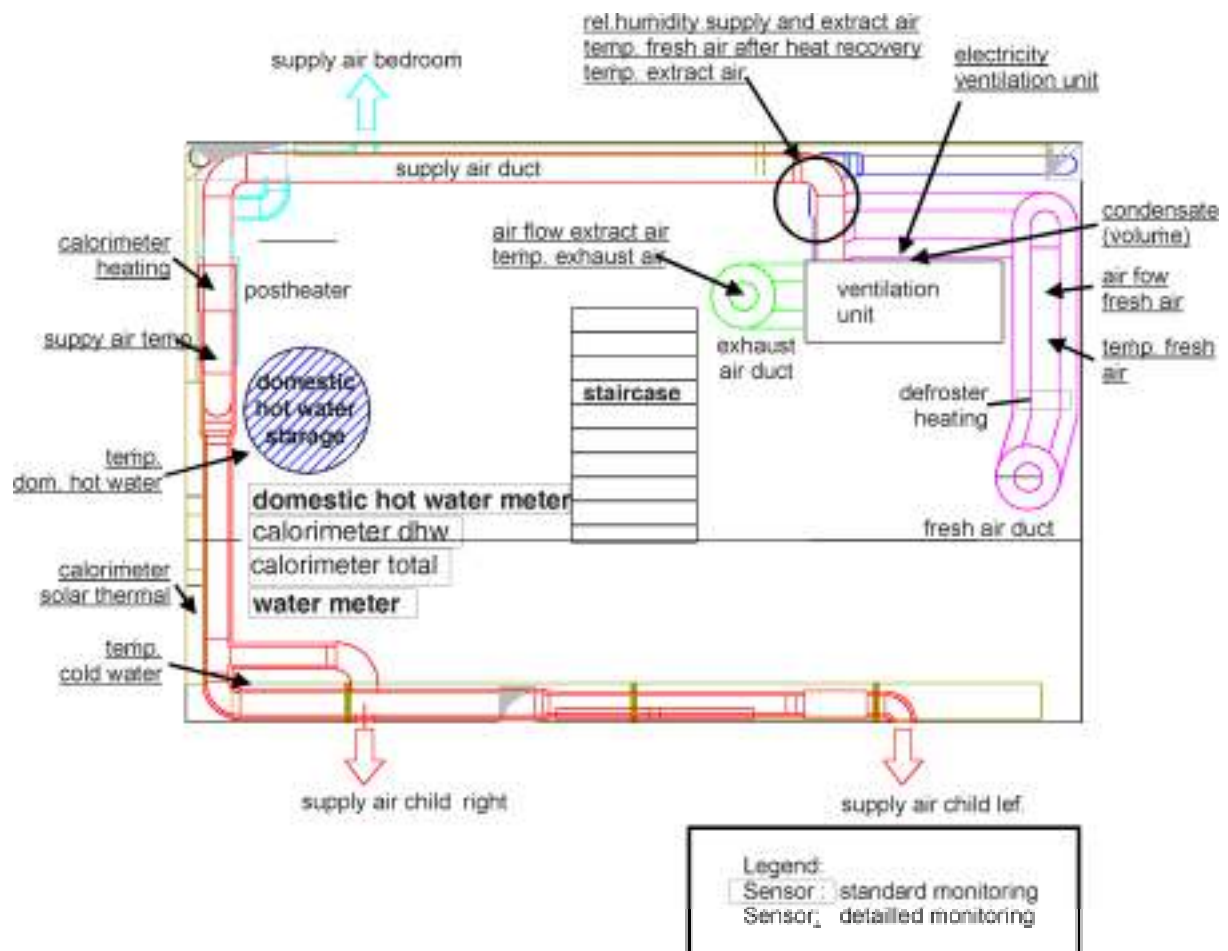 rel.humidity supply and extract air
temp. fresh air after heat recovery
temp. extract air
electricity
ventilation unit
supply air bedroom
supply air duct
calorimeter
heating
air flow extract air
temp. exhaust air
condensate
(volume)
postheater
ventilation
unit
air fow
fresh air
suppy air temp
exhaust
air duct
temp. fresh
air
domestic
hot water
starage
staircase
defroster
heating
temp.
dom. hot water
domestic hot water meter
calorimeter dhw
fresh air duct
calorimeter total
calorimeter
solar thermal
water meter
temp.
cold water
supply air child right
supply air child lef.
Legend:
Sensor : standard monitoring
Sensor: detailled monitoring